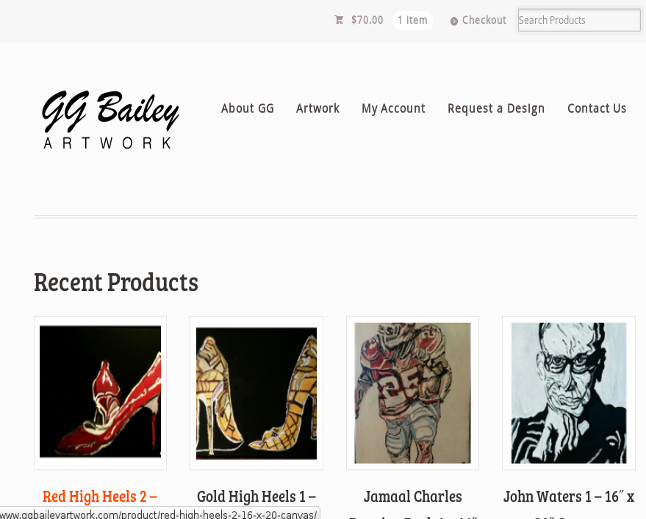 $70.00 1 item Checkout Search Products
GG Bailey
ARTWORK
About GG Artwork My Account Request a Design Contact Us
Recent Products
25
Red High Heels 2 – Gold High Heels 1 – Jamaal Charles John Waters 1 – 16″ x
www.ggbaileyartwork.com/product/red-high-heels-2-16-x-20-canvas/